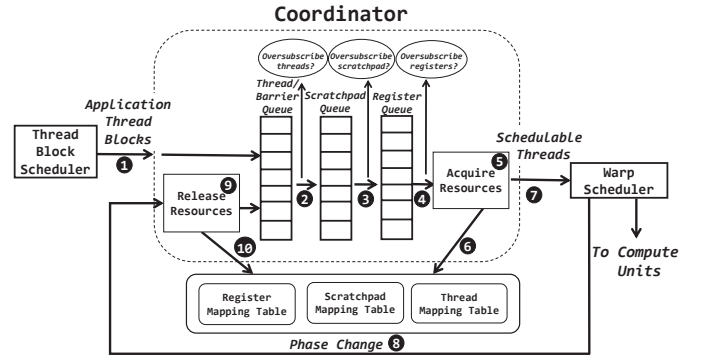 Coordinator
Oversubscribe
threads?
Oversubscribe
scratchpad?
Oversubscribe
registers?
Thread/
Barrier
Queue
Scratchpad
Queue
Register
Queue
Application
Thread
Blocks
Schedulable
Threads
Thread
Block
Scheduler
1
9
Release
Resources
2
3
4
5
Acquire
Resources
7
Warp
Scheduler
10
6
To Compute
Units
Register
Mapping Table
Scratchpad
Mapping Table
Thread
Mapping Table
Phase Change 8